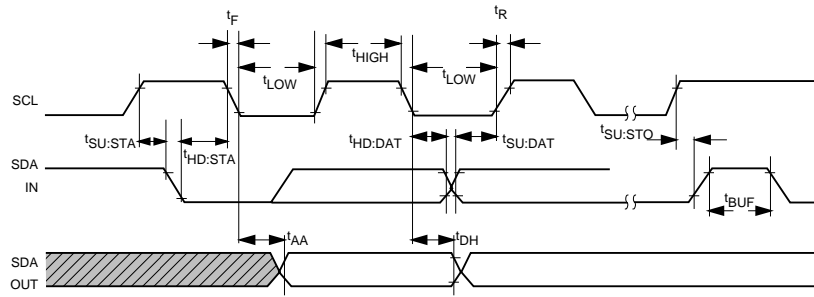 tF
tR
tHIGH
tLOW
tLOW
SCL
tSU:STA
tHD:STA
tHD:DAT
tSU:DAT
tSU:STO
SDA
IN
tBUF
tAA
tDH
SDA
OUT